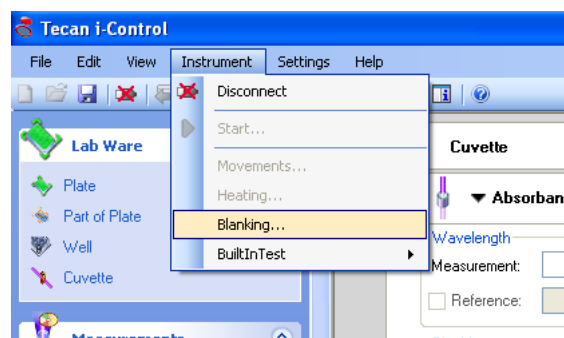 Tecan i-Control
File Edit View Instrument Settings Help
Disconnect
Start...
Movements...
Heating...
Blanking...
BuiltInTest
Lab Ware
Plate
Part of Plate
Well
Cuvette
Cuvette
Absorban
Wavelength
Measurement:
Reference: